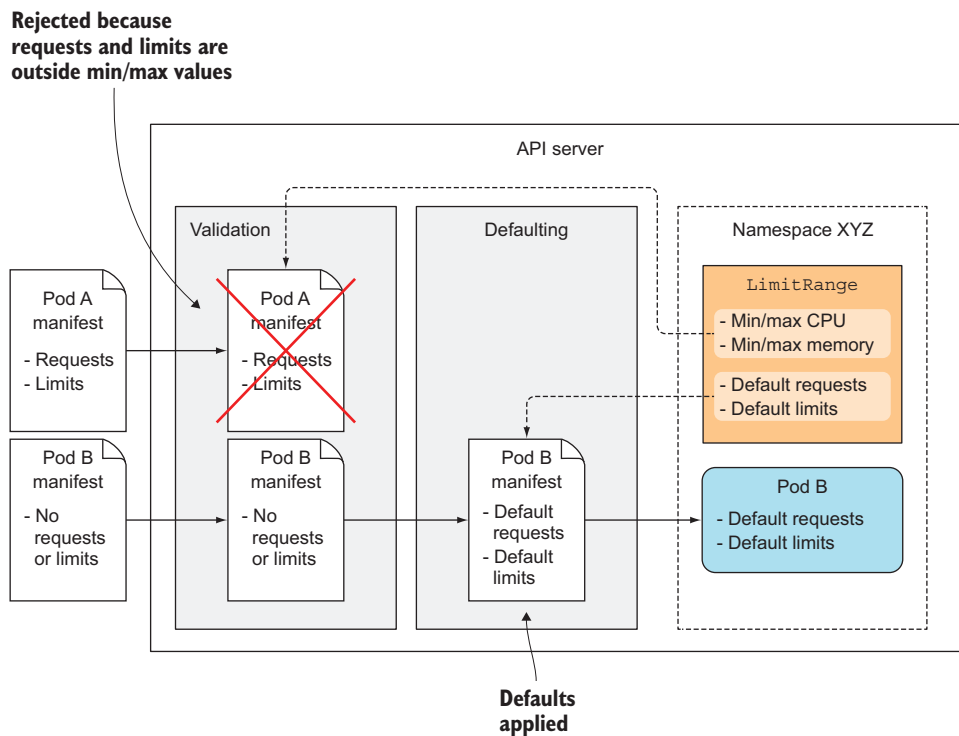 Rejected because
requests and limits are
outside min/max values
API server
Validation
Defaulting
Namespace XYZ
Pod A
manifest
- Requests
- Limits
Pod A
manifest
- Requests
- Limits
LimitRange
- Min/max CPU
- Min/max memory
- Default requests
- Default limits
Pod B
manifest
- No
requests
or limits
Pod B
manifest
- No
requests
or limits
Pod B
manifest
- Default
requests
- Default
limits
Pod B
- Default requests
- Default limits
Defaults
applied